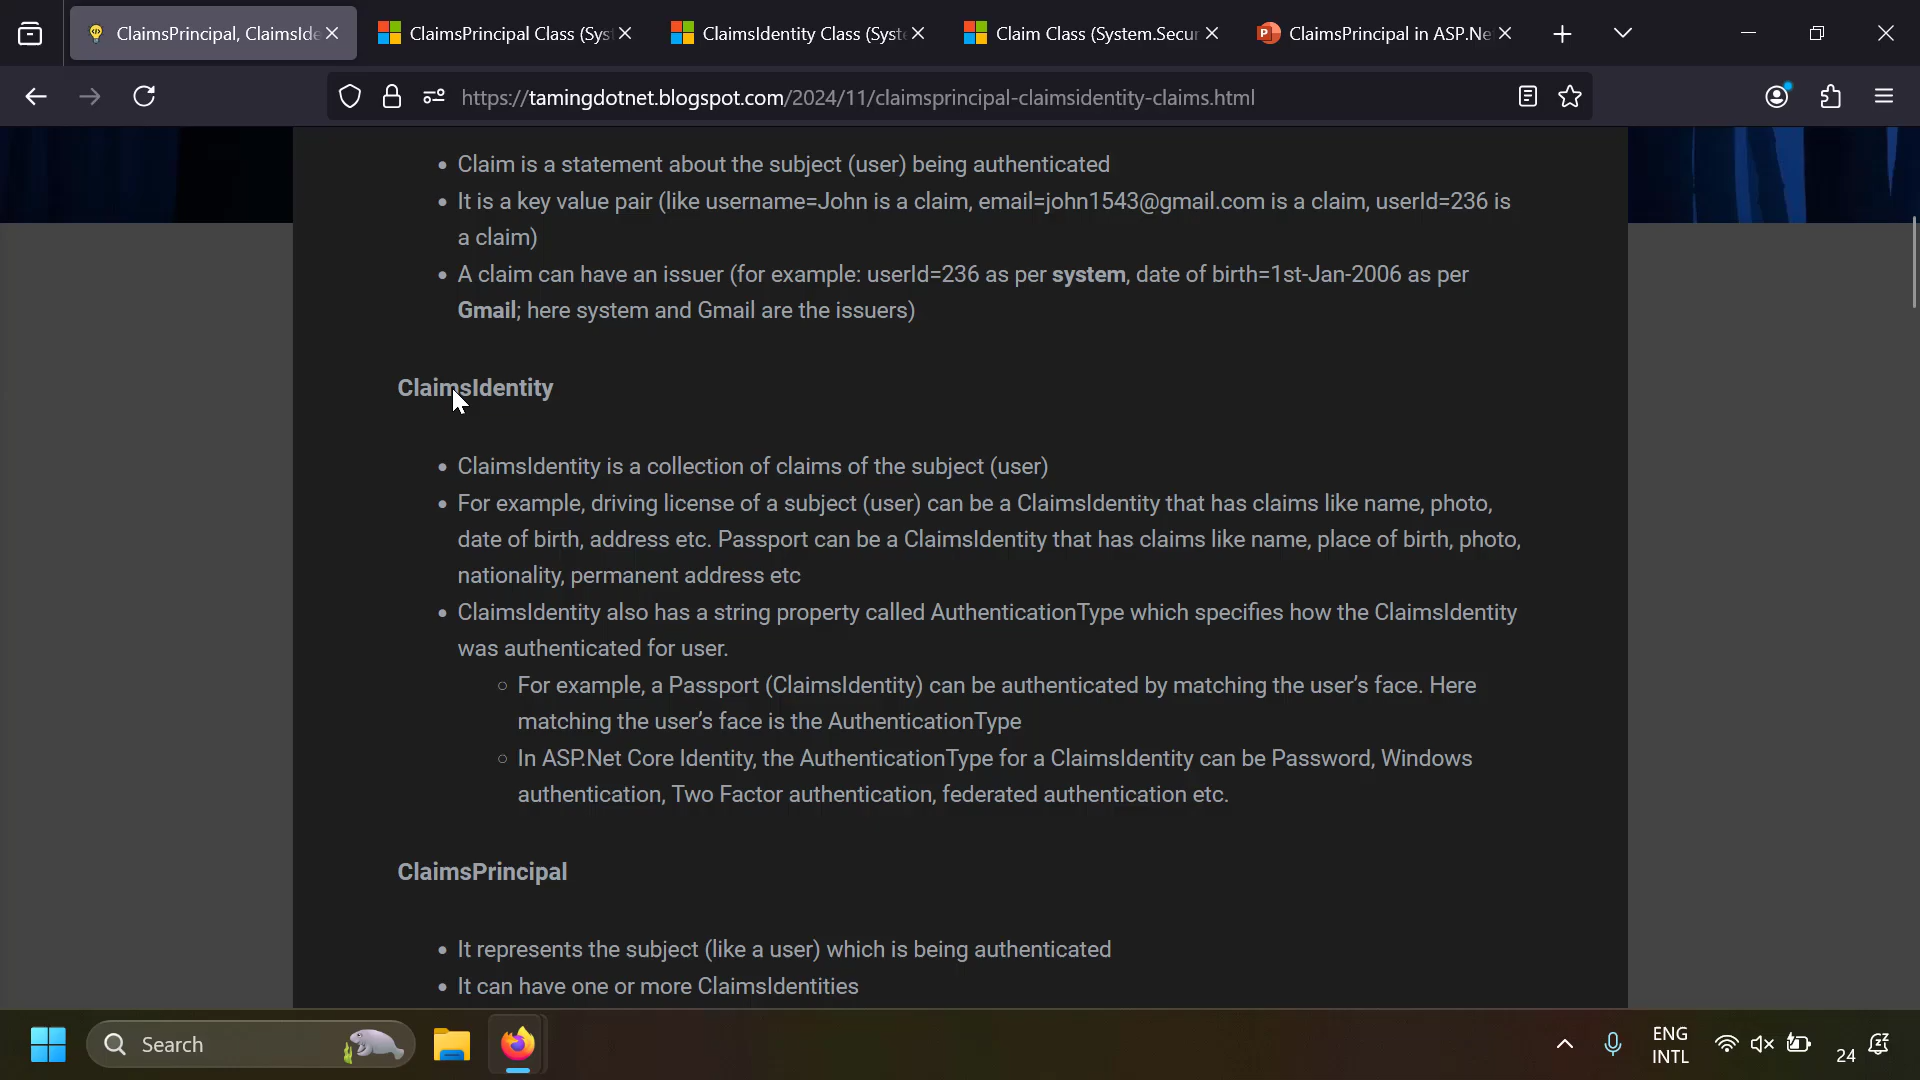 ClaimsPrincipal, ClaimsIde
ClaimsPrincipal Class (Syst
ClaimsIdentity Class (Syste
Claim Class (System.Secur
ClaimsPrincipal in ASP.Ne
https://tamingdotnet.blogspot.com/2024/11/claimsprincipal-claimsidentity-claims.html
• Claim is a statement about the subject (user) being authenticated
• It is a key value pair (like username=John is a claim, email=john1543@gmail.com is a claim, userId=236 is
a claim)
• A claim can have an issuer (for example: userId=236 as per system, date of birth=1st-Jan-2006 as per
Gmail; here system and Gmail are the issuers)
ClaimsIdentity
• ClaimsIdentity is a collection of claims of the subject (user)
• For example, driving license of a subject (user) can be a ClaimsIdentity that has claims like name, photo,
date of birth, address etc. Passport can be a ClaimsIdentity that has claims like name, place of birth, photo,
nationality, permanent address etc
• ClaimsIdentity also has a string property called AuthenticationType which specifies how the ClaimsIdentity
was authenticated for user.
○ For example, a Passport (ClaimsIdentity) can be authenticated by matching the user’s face. Here
matching the user’s face is the AuthenticationType
○ In ASP.Net Core Identity, the AuthenticationType for a ClaimsIdentity can be Password, Windows
authentication, Two Factor authentication, federated authentication etc.
ClaimsPrincipal
• It represents the subject (like a user) which is being authenticated
• It can have one or more ClaimsIdentities
Search
ENG
INTL
24